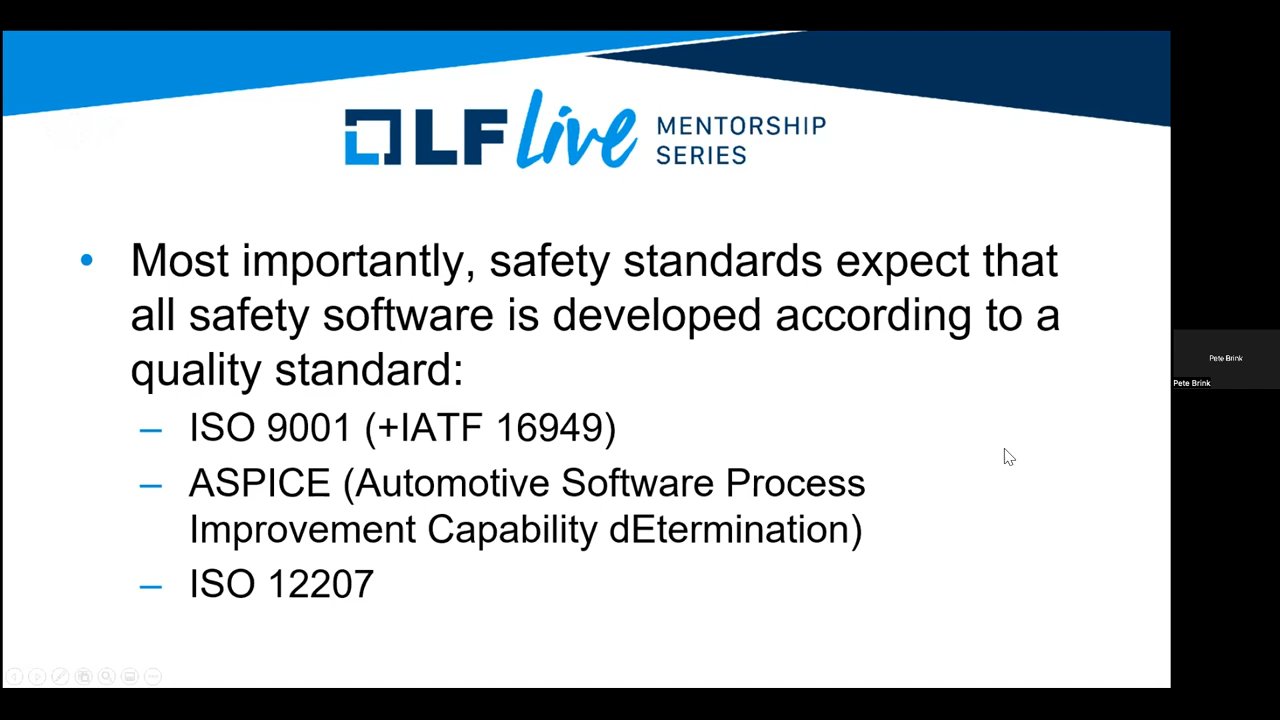 LF live MENTORSHIP
SERIES
• Most importantly, safety standards expect that
all safety software is developed according to a
quality standard:
– ISO 9001 (+IATF 16949)
– ASPICE (Automotive Software Process
Improvement Capability dEtermination)
– ISO 12207
Pete Brink
Pete Brink